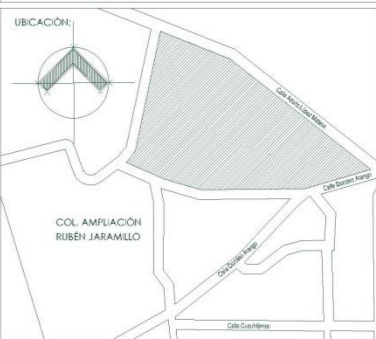 UBICACIÓN:
Calle Adolfo López Mateos
Calle Doroteo Arango
COL. AMPLIACIÓN
RUBÉN JARAMILLO
Calle Doroteo Arango
Calle Cuauhtémoc